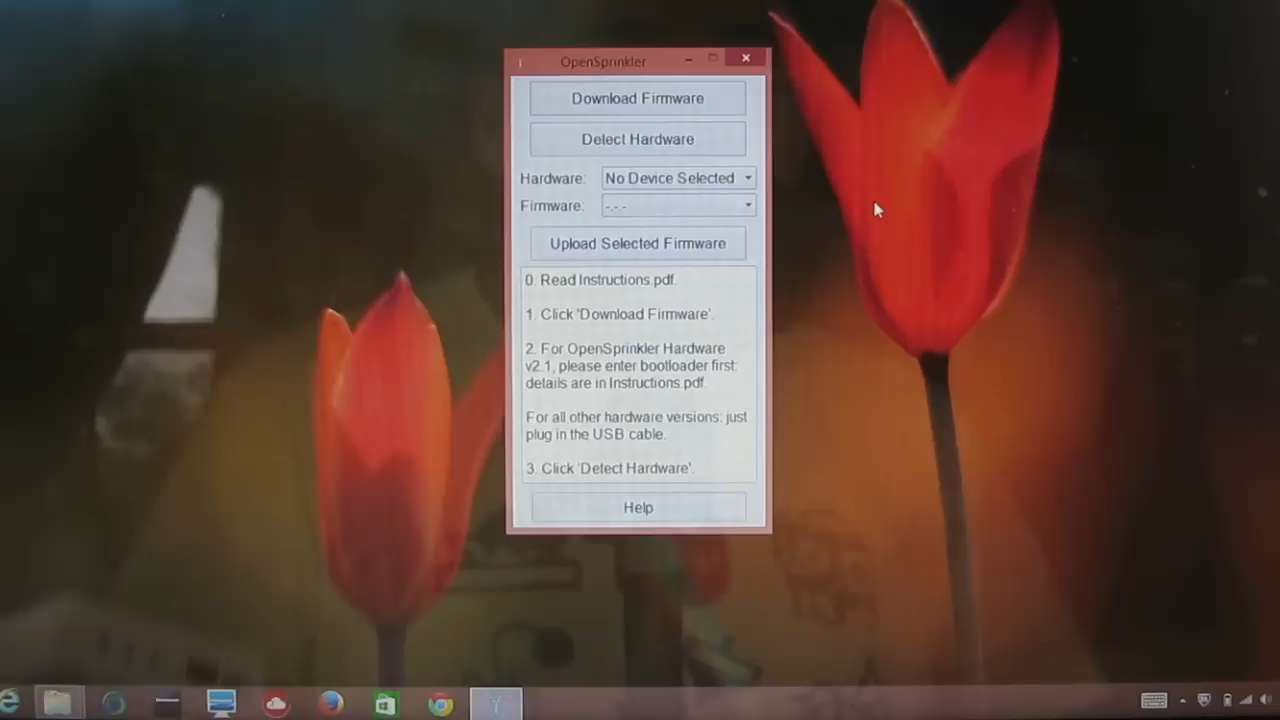 OpenSprinkler
Download Firmware
Detect Hardware
Hardware: No Device Selected
Firmware: -.-.-
Upload Selected Firmware
0. Read Instructions.pdf.
1. Click 'Download Firmware'.
2. For OpenSprinkler Hardware
v2.1, please enter bootloader first:
details are in Instructions.pdf.
For all other hardware versions: just
plug in the USB cable.
3. Click 'Detect Hardware'.
Help